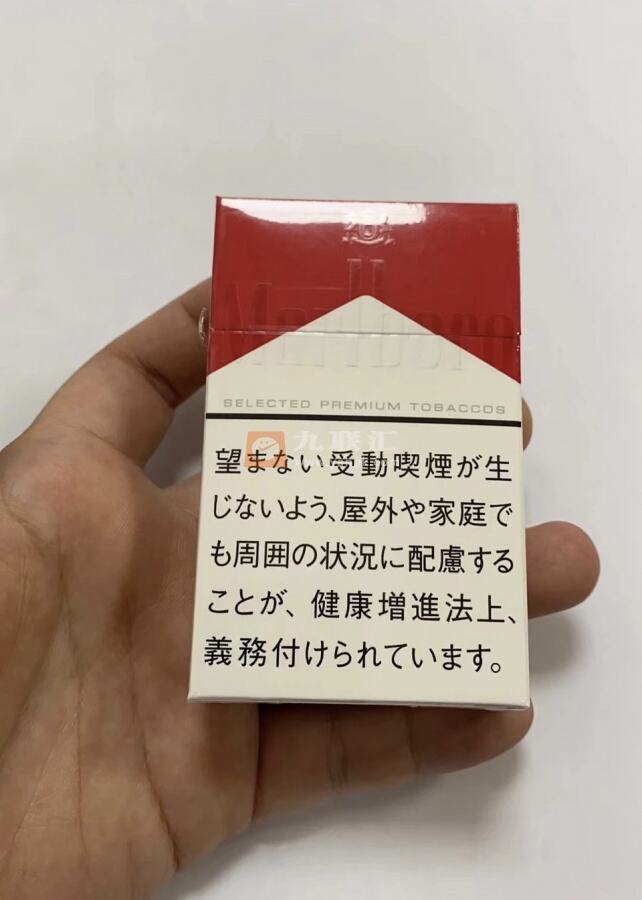 Marlboro
SELECTED PREMIUM TOBACCOS
九联汇
望まない受動喫煙が生
じないよう、屋外や家庭で
も周囲の状況に配慮する
ことが、健康増進法上、
義務付けられています。